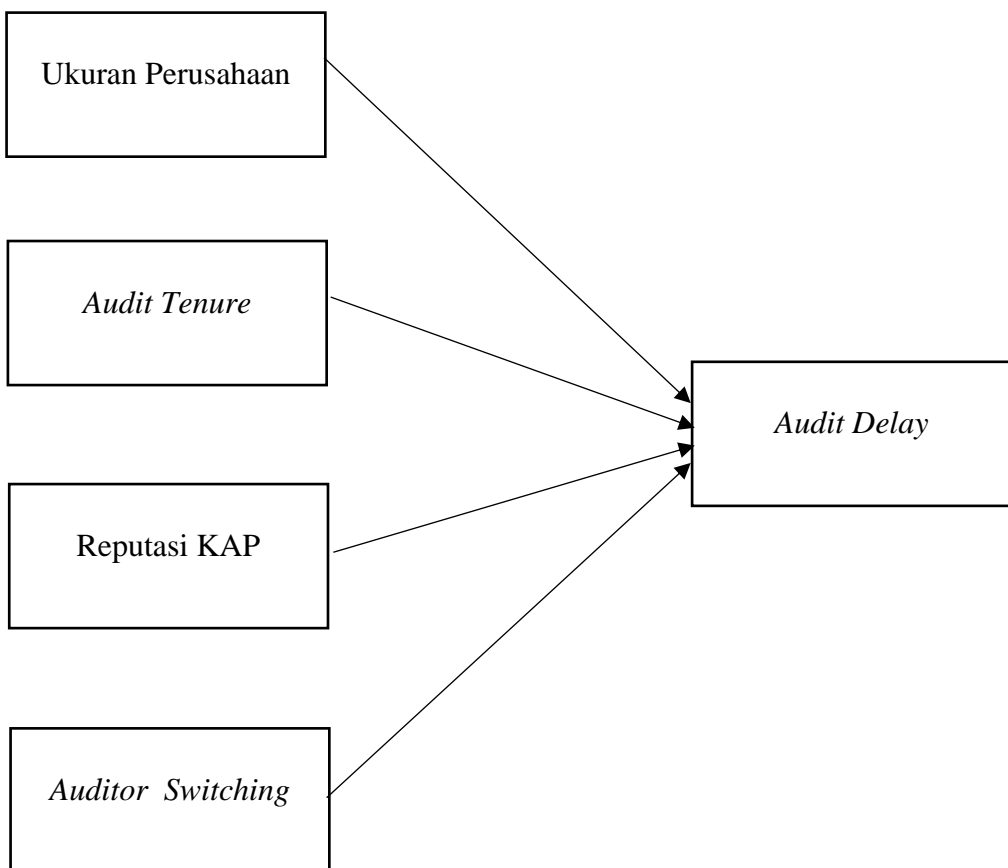 Ukuran Perusahaan
Audit Tenure
Audit Delay
Reputasi KAP
Auditor Switching